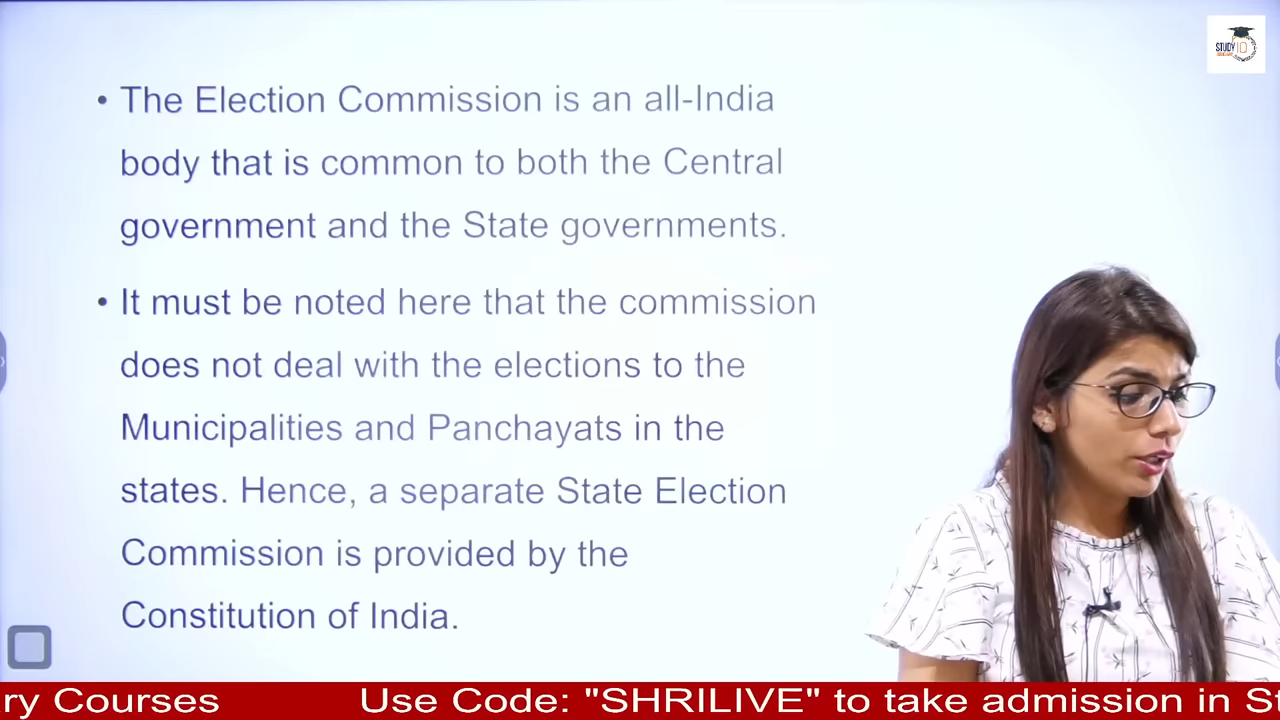 STUDY IQ
• The Election Commission is an all-India
body that is common to both the Central
government and the State governments.
• It must be noted here that the commission
does not deal with the elections to the
Municipalities and Panchayats in the
states. Hence, a separate State Election
Commission is provided by the
Constitution of India.
ry Courses Use Code: "SHRILIVE" to take admission in St